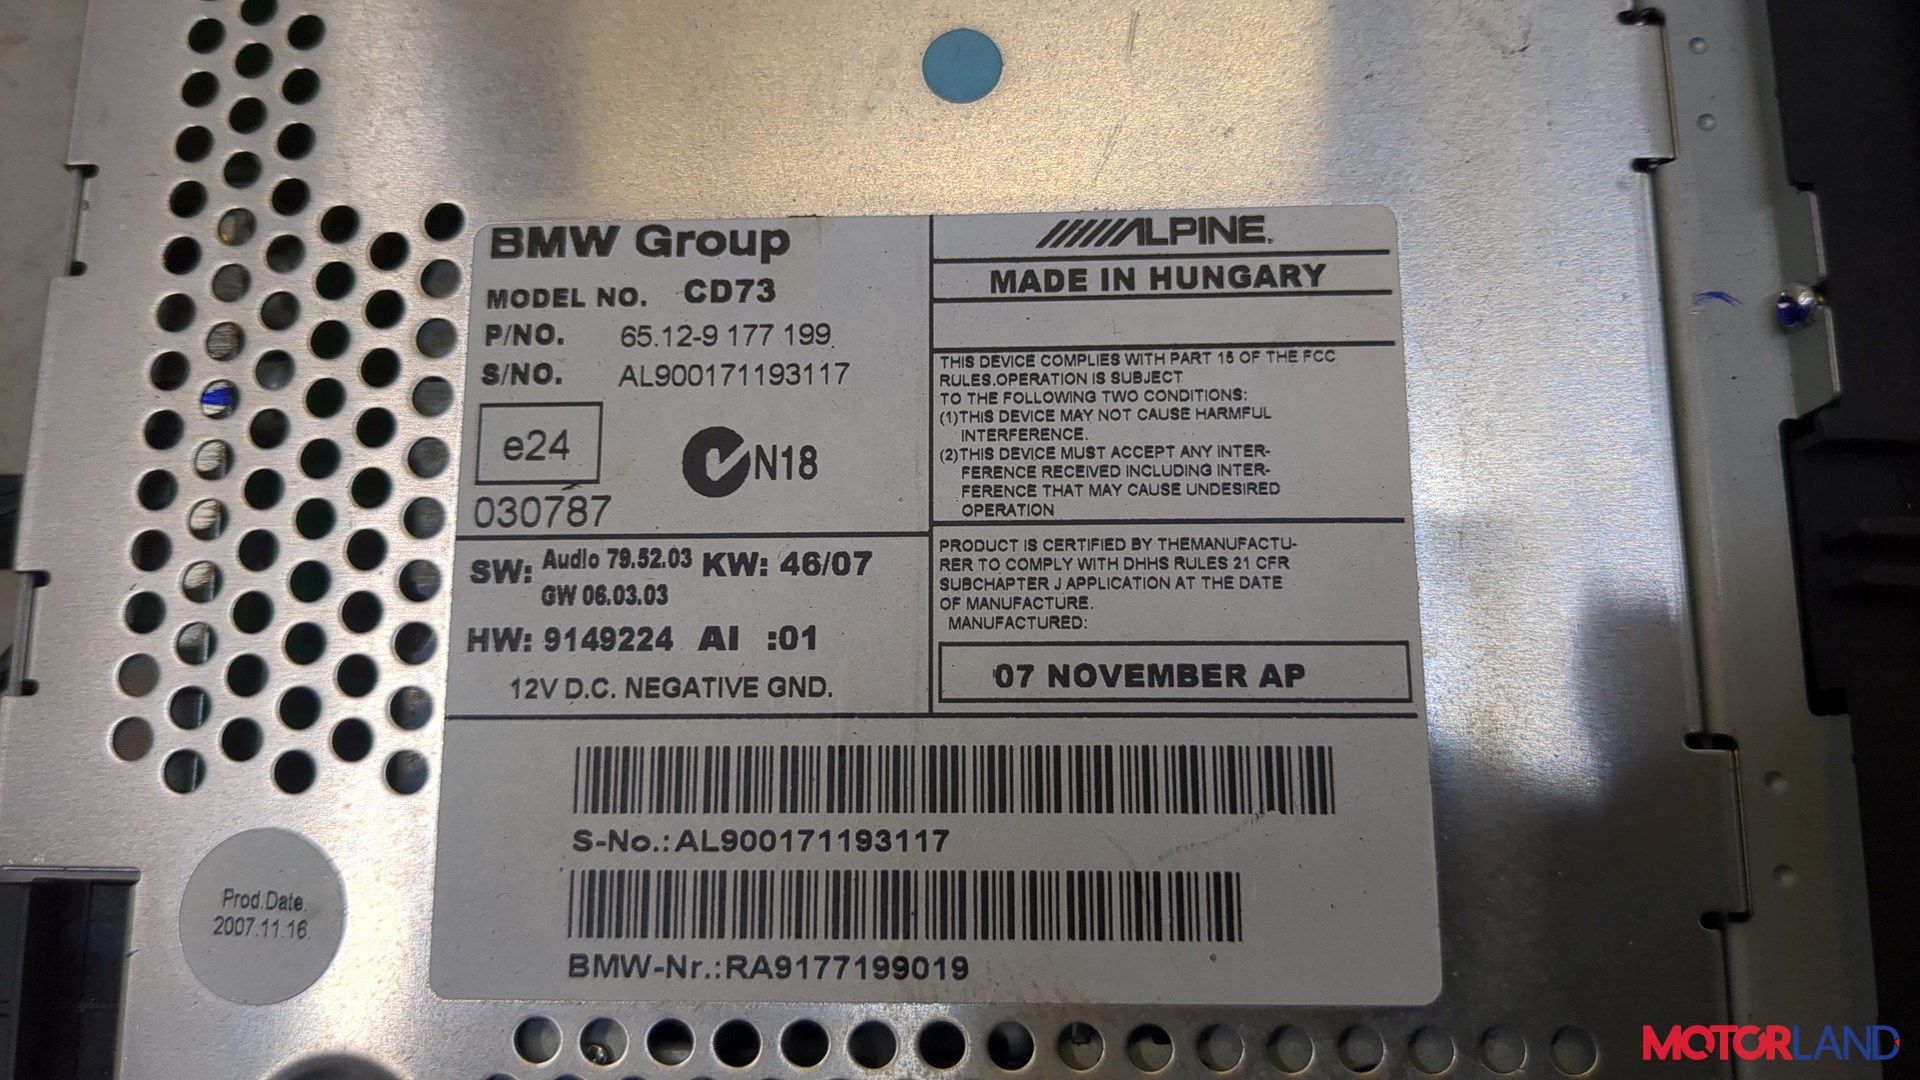 BMW Group
MODEL NO. CD73
P/NO. 65.12-9 177 199
S/NO. AL900171193117
e24
030787
N18
SW: Audio 79.52.03 KW: 46/07
GW 06.03.03
HW: 9149224 AI :01
12V D.C. NEGATIVE GND.
ALPINE
MADE IN HUNGARY
THIS DEVICE COMPLIES WITH PART 15 OF THE FCC
RULES.OPERATION IS SUBJECT
TO THE FOLLOWING TWO CONDITIONS:
(1)THIS DEVICE MAY NOT CAUSE HARMFUL
INTERFERENCE.
(2)THIS DEVICE MUST ACCEPT ANY INTER-
FERENCE RECEIVED INCLUDING INTER-
FERENCE THAT MAY CAUSE UNDESIRED
OPERATION
PRODUCT IS CERTIFIED BY THEMANUFACTU-
RER TO COMPLY WITH DHHS RULES 21 CFR
SUBCHAPTER J APPLICATION AT THE DATE
OF MANUFACTURE.
MANUFACTURED:
07 NOVEMBER AP
S-No.:AL900171193117
BMW-Nr.:RA9177199019
Prod.Date.
2007.11.16.
MOTORLAND